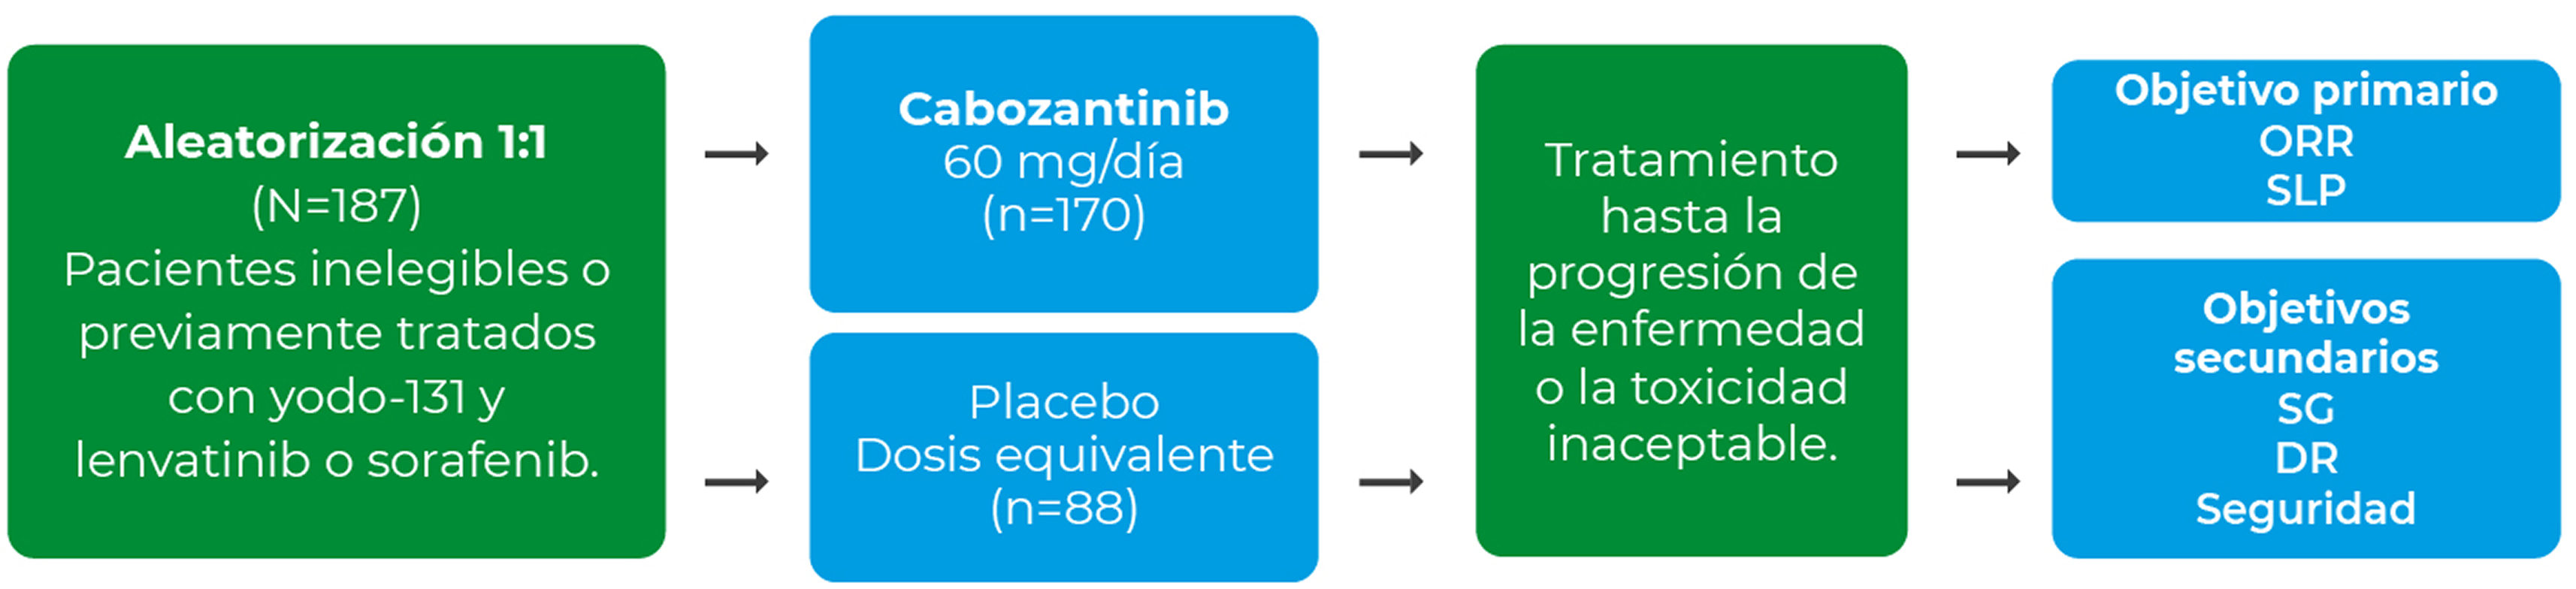 Aleatorización 1:1
(N=187)
Pacientes inelegibles o
previamente tratados
con yodo-131 y
lenvatinib o sorafenib.
Cabozantinib
60 mg/día
(n=170)
Placebo
Dosis equivalente
(n=88)
Tratamiento
hasta la
progresión de
la enfermedad
o la toxicidad
inaceptable.
Objetivo primario
ORR
SLP
Objetivos
secundarios
SG
DR
Seguridad